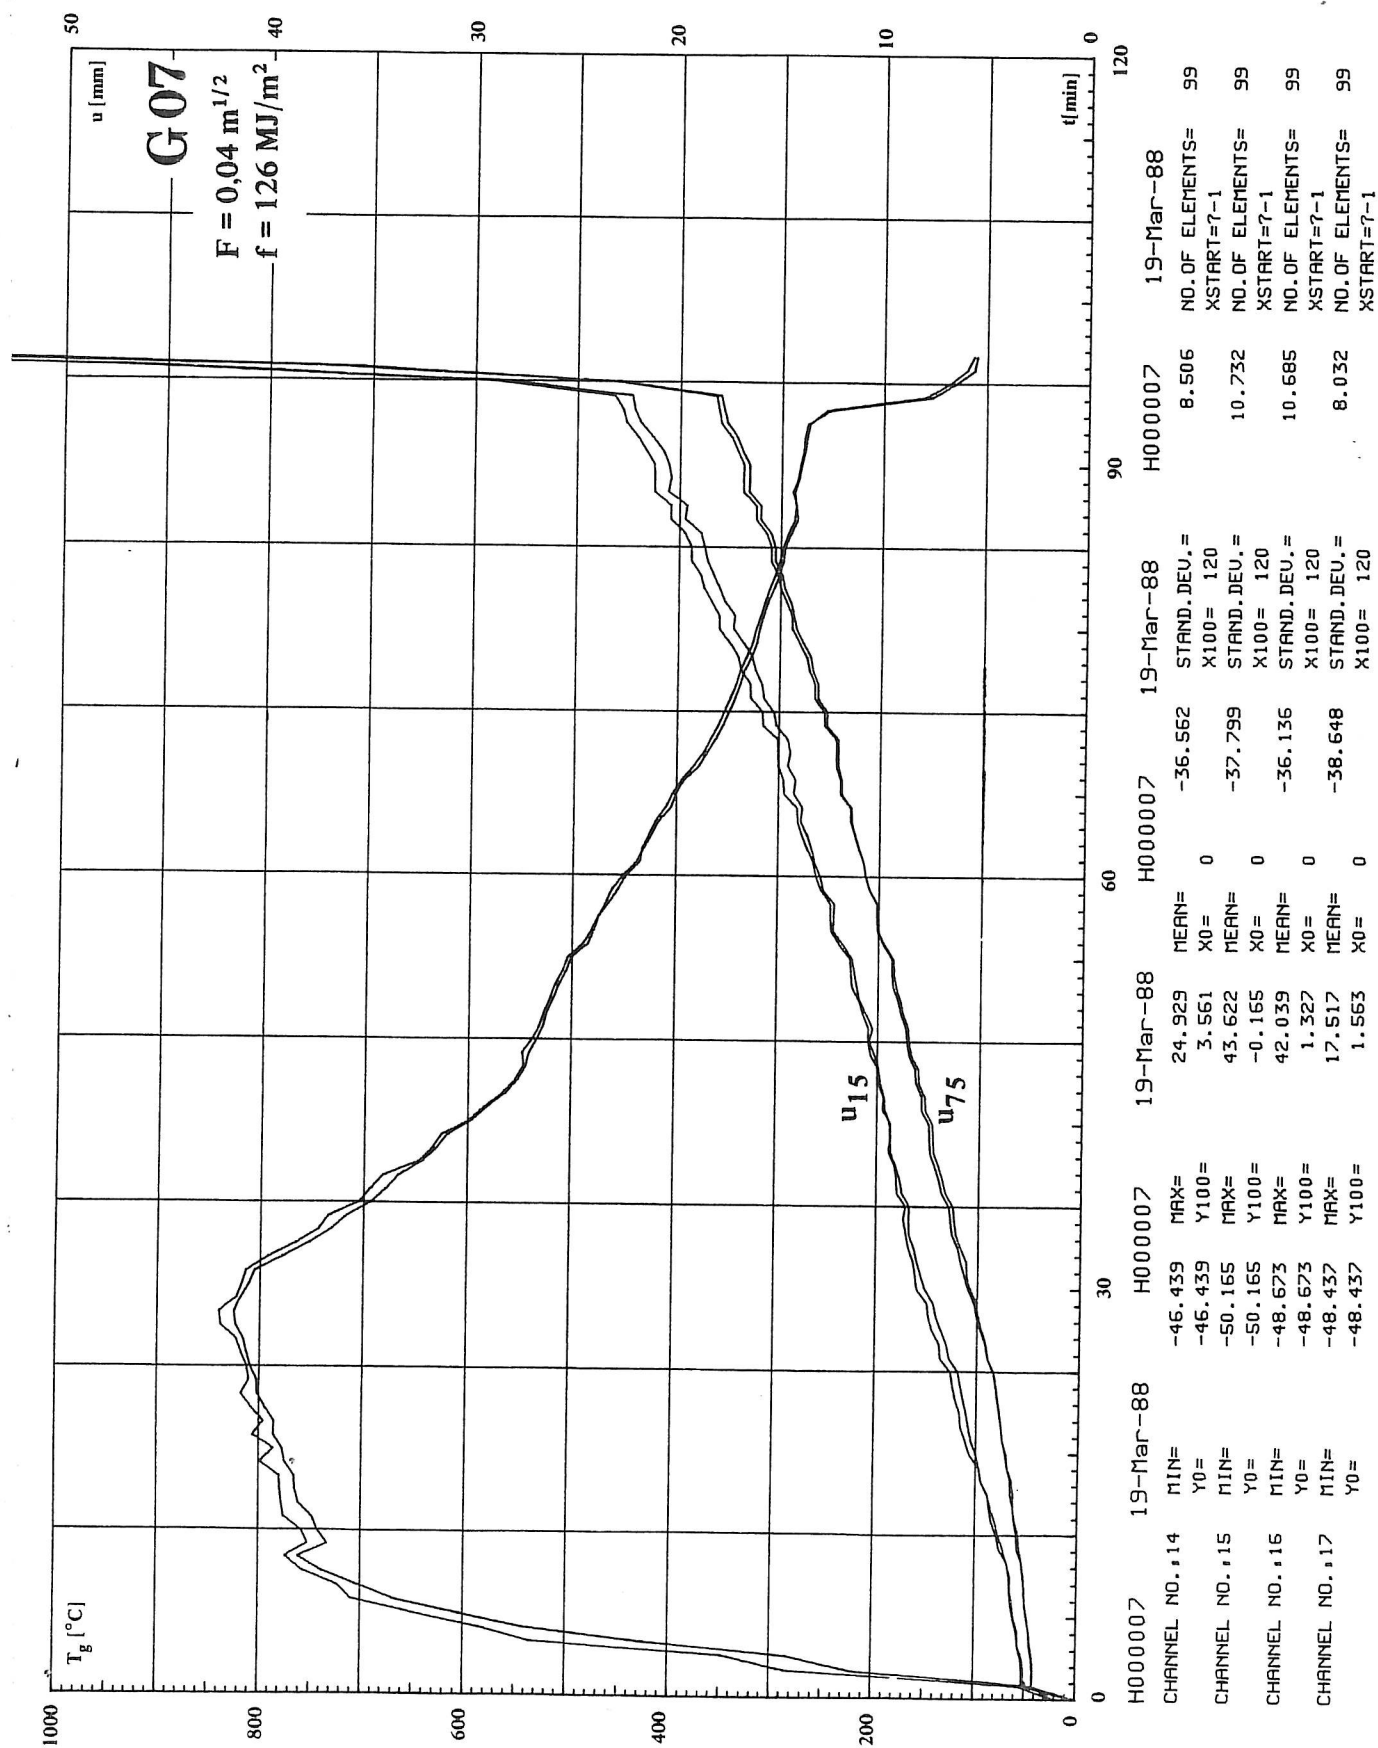 u [mm]
G 07
F = 0,04 m1/2
f = 126 MJ/m2
Tg [°C]
1000
800
600
400
200
0
50
40
30
20
10
0
u15
u75
0
30
60
90
120
t[min]
H000007 19-Mar-88 H000007 19-Mar-88 H000007 19-Mar-88 H000007 19-Mar-88
CHANNEL NO.:14 MIN= -46.439 MAX= 24.929 MEAN= -36.562 STAND.DEV.= 8.506 NO.OF ELEMENTS= 99
Y0= -46.439 Y100= 3.561 X0= 0 X100= 120 XSTART=?-1
CHANNEL NO.:15 MIN= -50.165 MAX= 43.622 MEAN= -37.799 STAND.DEV.= 10.732 NO.OF ELEMENTS= 99
Y0= -50.165 Y100= -0.165 X0= 0 X100= 120 XSTART=?-1
CHANNEL NO.:16 MIN= -48.673 MAX= 42.039 MEAN= -36.136 STAND.DEV.= 10.685 NO.OF ELEMENTS= 99
Y0= -48.673 Y100= 1.327 X0= 0 X100= 120 XSTART=?-1
CHANNEL NO.:17 MIN= -48.437 MAX= 17.517 MEAN= -38.648 STAND.DEV.= 8.032 NO.OF ELEMENTS= 99
Y0= -48.437 Y100= 1.563 X0= 0 X100= 120 XSTART=?-1